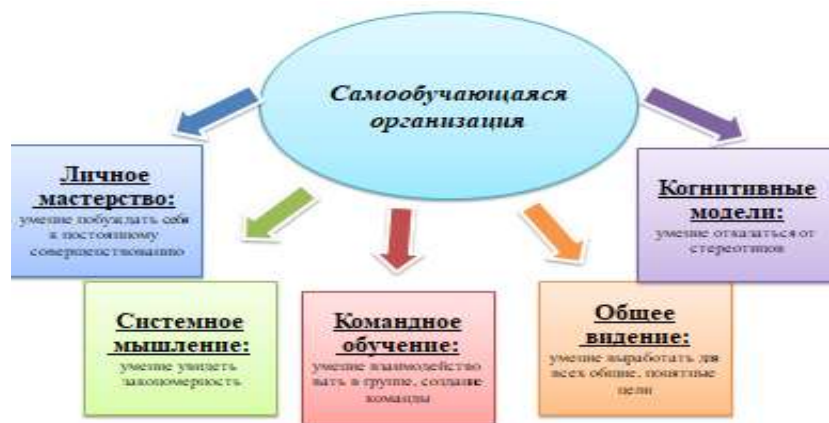 Самообучающаяся
организация
Личное
мастерство:
умение побуждать себя
к постоянному
совершенствованию
Системное
мышление:
умение увидеть
закономерность
Командное
обучение:
умение взаимодейство
вать в группе, создание
команды
Общее
видение:
умение выработать для
всех общие, понятные
цели
Когнитивные
модели:
умение отказаться от
стереотипов